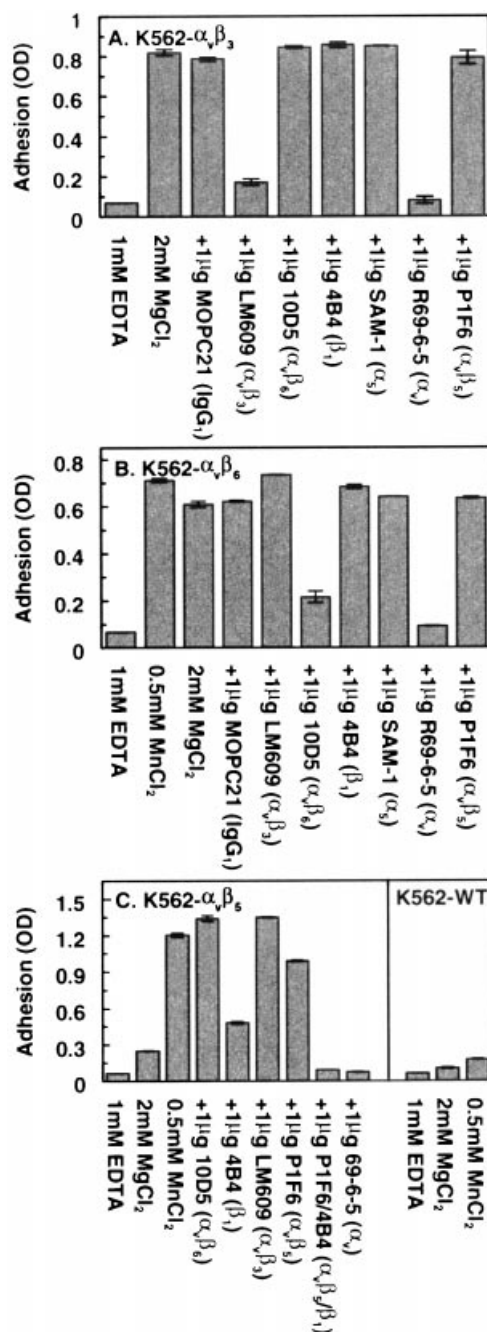 A. K562-αvβ3
Adhesion (OD)
1
0.8
0.6
0.4
0.2
0
1mM EDTA
2mM MgCl2
+1µg MOPC21 (IgG1)
+1µg LM609 (αvβ3)
+1µg 10D5 (αvβ6)
+1µg 4B4 (β1)
+1µg SAM-1 (α5)
+1µg R69-6-5 (αv)
+1µg P1F6 (αvβ5)
B. K562-αvβ6
Adhesion (OD)
0.8
0.6
0.4
0.2
0
1mM EDTA
0.5mM MnCl2
2mM MgCl2
+1µg MOPC21 (IgG1)
+1µg LM609 (αvβ3)
+1µg 10D5 (αvβ6)
+1µg 4B4 (β1)
+1µg SAM-1 (α5)
+1µg R69-6-5 (αv)
+1µg P1F6 (αvβ5)
C. K562-αvβ5
K562-WT
Adhesion (OD)
1.5
1.2
0.9
0.6
0.3
0
1mM EDTA
2mM MgCl2
0.5mM MnCl2
+1µg 10D5 (αvβ6)
+1µg 4B4 (β1)
+1µg LM609 (αvβ3)
+1µg P1F6 (αvβ5)
+1µg P1F6/4B4 (αvβ5/β1)
+1µg 69-6-5 (αv)
1mM EDTA
2mM MgCl2
0.5mM MnCl2